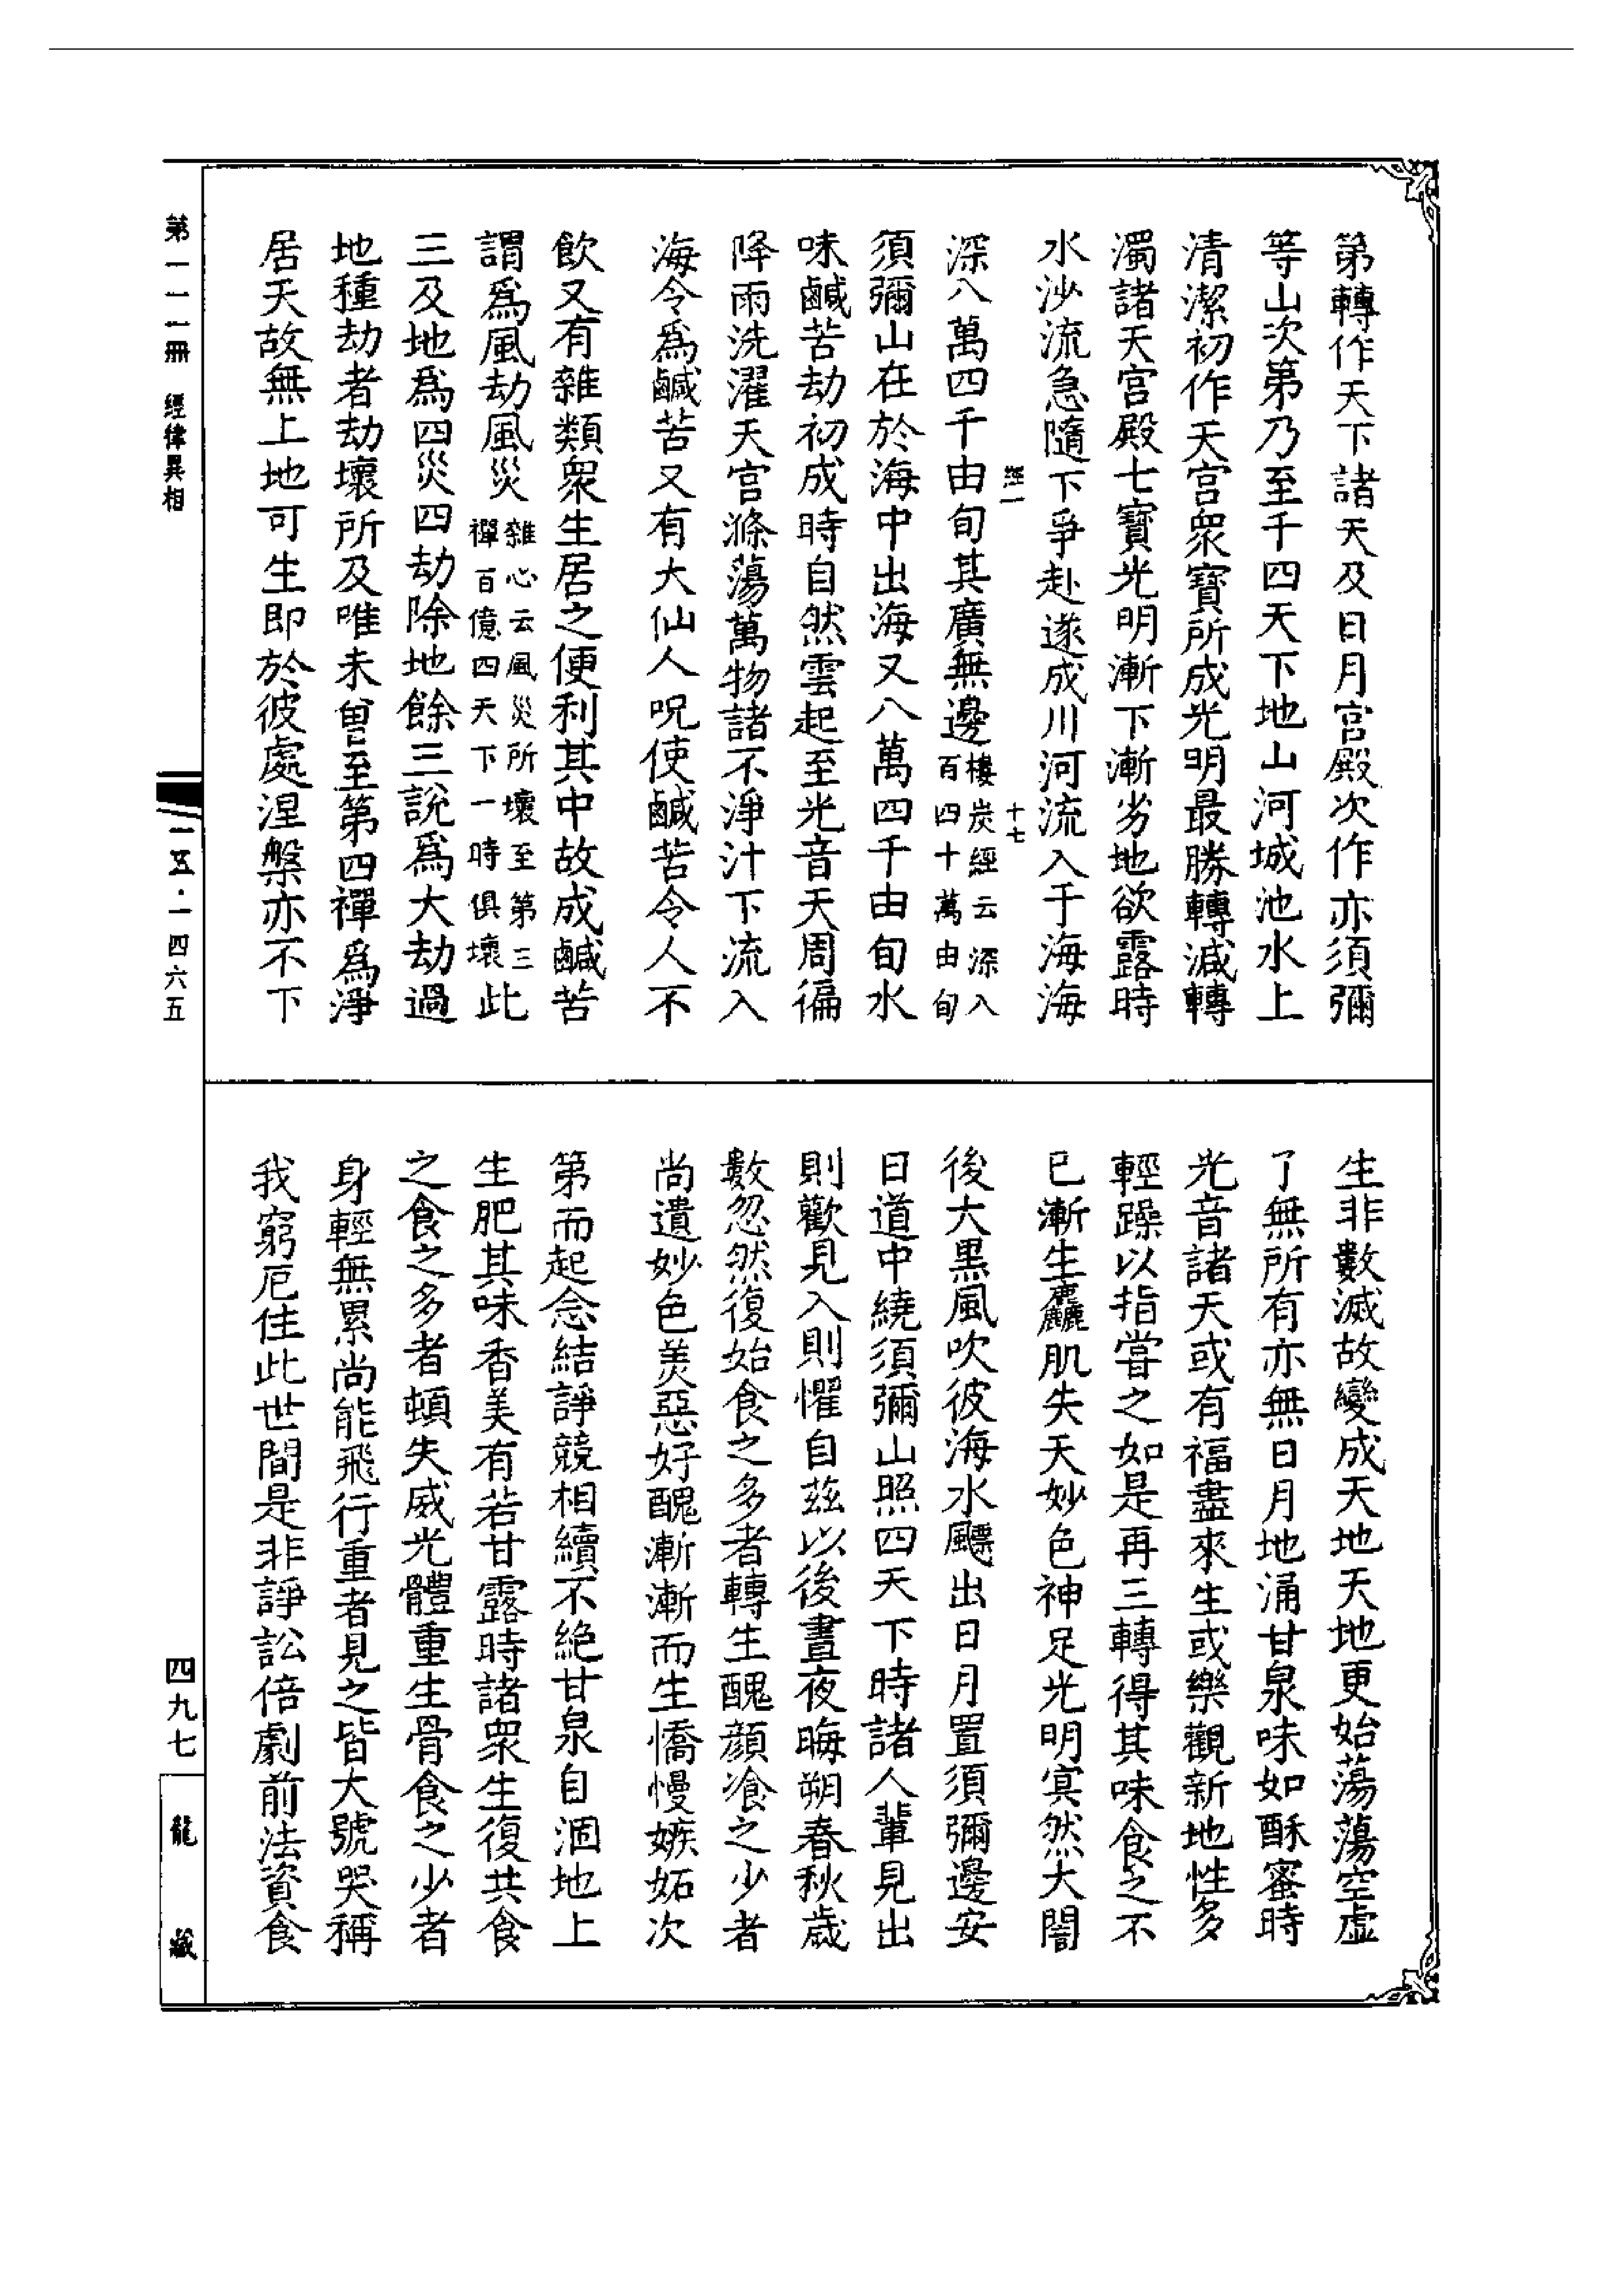 第轉作天下諸天及日月宮殿次作亦須彌
等山次第乃至千四天下地山河城池水上
清潔初作天宮衆寶所成光明最勝轉減轉
濁諸天宮殿七寶光明漸下漸劣地欲露時
水沙流急隨下爭赴遂成川河流入于海海
經一
十七
深八萬四千由旬其廣無邊樓炭經云深八百四十萬由旬
須彌山在於海中出海又八萬四千由旬水
味鹹苦劫初成時自然雲起至光音天周徧
降雨洗濯天宮滌蕩萬物諸不淨汁下流入
海令爲鹹苦又有大仙人呪使鹹苦令人不
飲又有雜類衆生居之便利其中故成鹹苦
謂爲風劫風災雜心云風災所壞至第三禪百億四天下一時俱壞此
三及地爲四災四劫除地餘三說爲大劫過
地種劫者劫壞所及唯未曾至第四禪爲淨
居天故無上地可生即於彼處涅槃亦不下
生非數滅故變成天地天地更始蕩蕩空虛
了無所有亦無日月地涌甘泉味如酥蜜時
光音諸天或有福盡來生或樂觀新地性多
輕躁以指嘗之如是再三轉得其味食之不
已漸生麤肌失天妙色神足光明冥然大闇
後大黑風吹彼海水飄出日月置須彌邊安
日道中繞須彌山照四天下時諸人輩見出
則歡見入則懼自茲以後晝夜晦朔春秋歲
數忽然復始食之多者轉生醜顏飡之少者
尚遺妙色美惡好醜漸漸而生憍慢嫉妬次
第而起念結諍競相續不絶甘泉自涸地上
生肥其味香美有若甘露時諸衆生復共食
之食之多者頓失威光體重生骨食之少者
身輕無累尚能飛行重者見之皆大號哭稱
我窮厄住此世間是非諍訟倍劇前法資食
第一一一冊 經律異相
一五·一四六五
四九七
龍藏